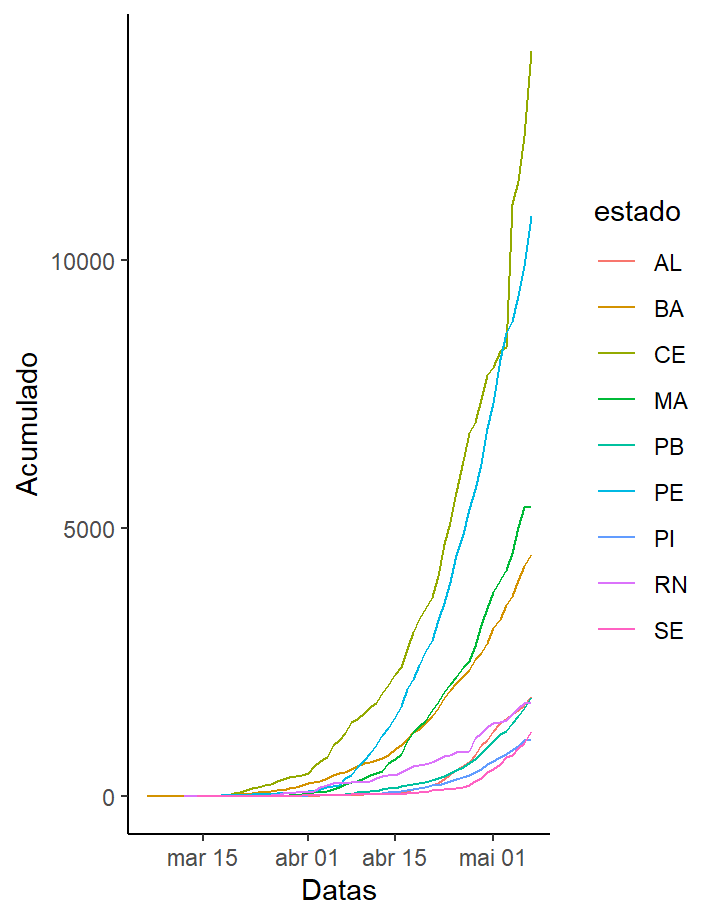 Acumulado
10000
5000
0
mar 15
abr 01
abr 15
mai 01
Datas
estado
AL
BA
CE
MA
PB
PE
PI
RN
SE